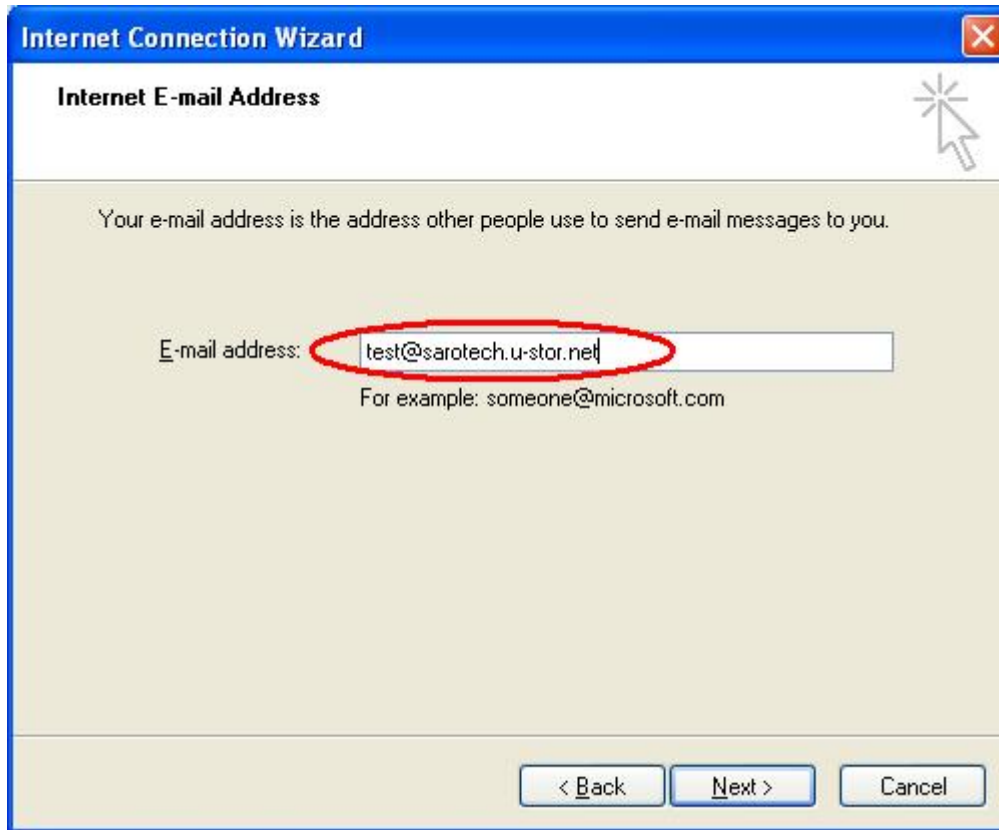 Internet Connection Wizard
Internet E-mail Address
Your e-mail address is the address other people use to send e-mail messages to you.
E-mail address: test@sarotech.u-stor.net
For example: someone@microsoft.com
< Back Next > Cancel